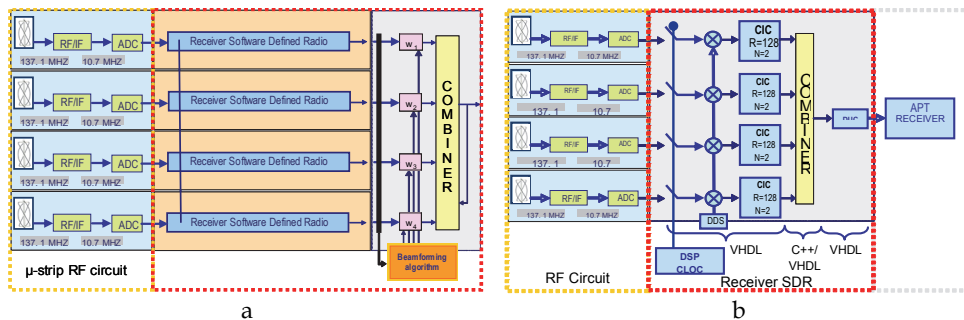 RF/IF
ADC
Receiver Software Defined Radio
137. 1 MHZ
10.7 MHZ
w1
RF/IF
ADC
Receiver Software Defined Radio
137. 1 MHZ
10.7 MHZ
w2
RF/IF
ADC
Receiver Software Defined Radio
137. 1 MHZ
10.7 MHZ
w3
RF/IF
ADC
Receiver Software Defined Radio
137. 1 MHZ
10.7 MHZ
w4
COMBINER
Beamforming
algorithm
µ-strip RF circuit
a
RF/IF
ADC
137. 1 MHZ
10.7 MHZ
CIC
R=128
N=2
RF/IF
ADC
137. 1
10.7
CIC
R=128
N=2
RF/IF
ADC
137. 1
10.7
CIC
R=128
N=2
RF/IF
ADC
137. 1 MHZ
10.7 MHZ
CIC
R=128
N=2
COMBINER
APT
RECEIVER
DDS
DSP
CLOC
VHDL
C++/
VHDL
VHDL
RF Circuit
Receiver SDR
b